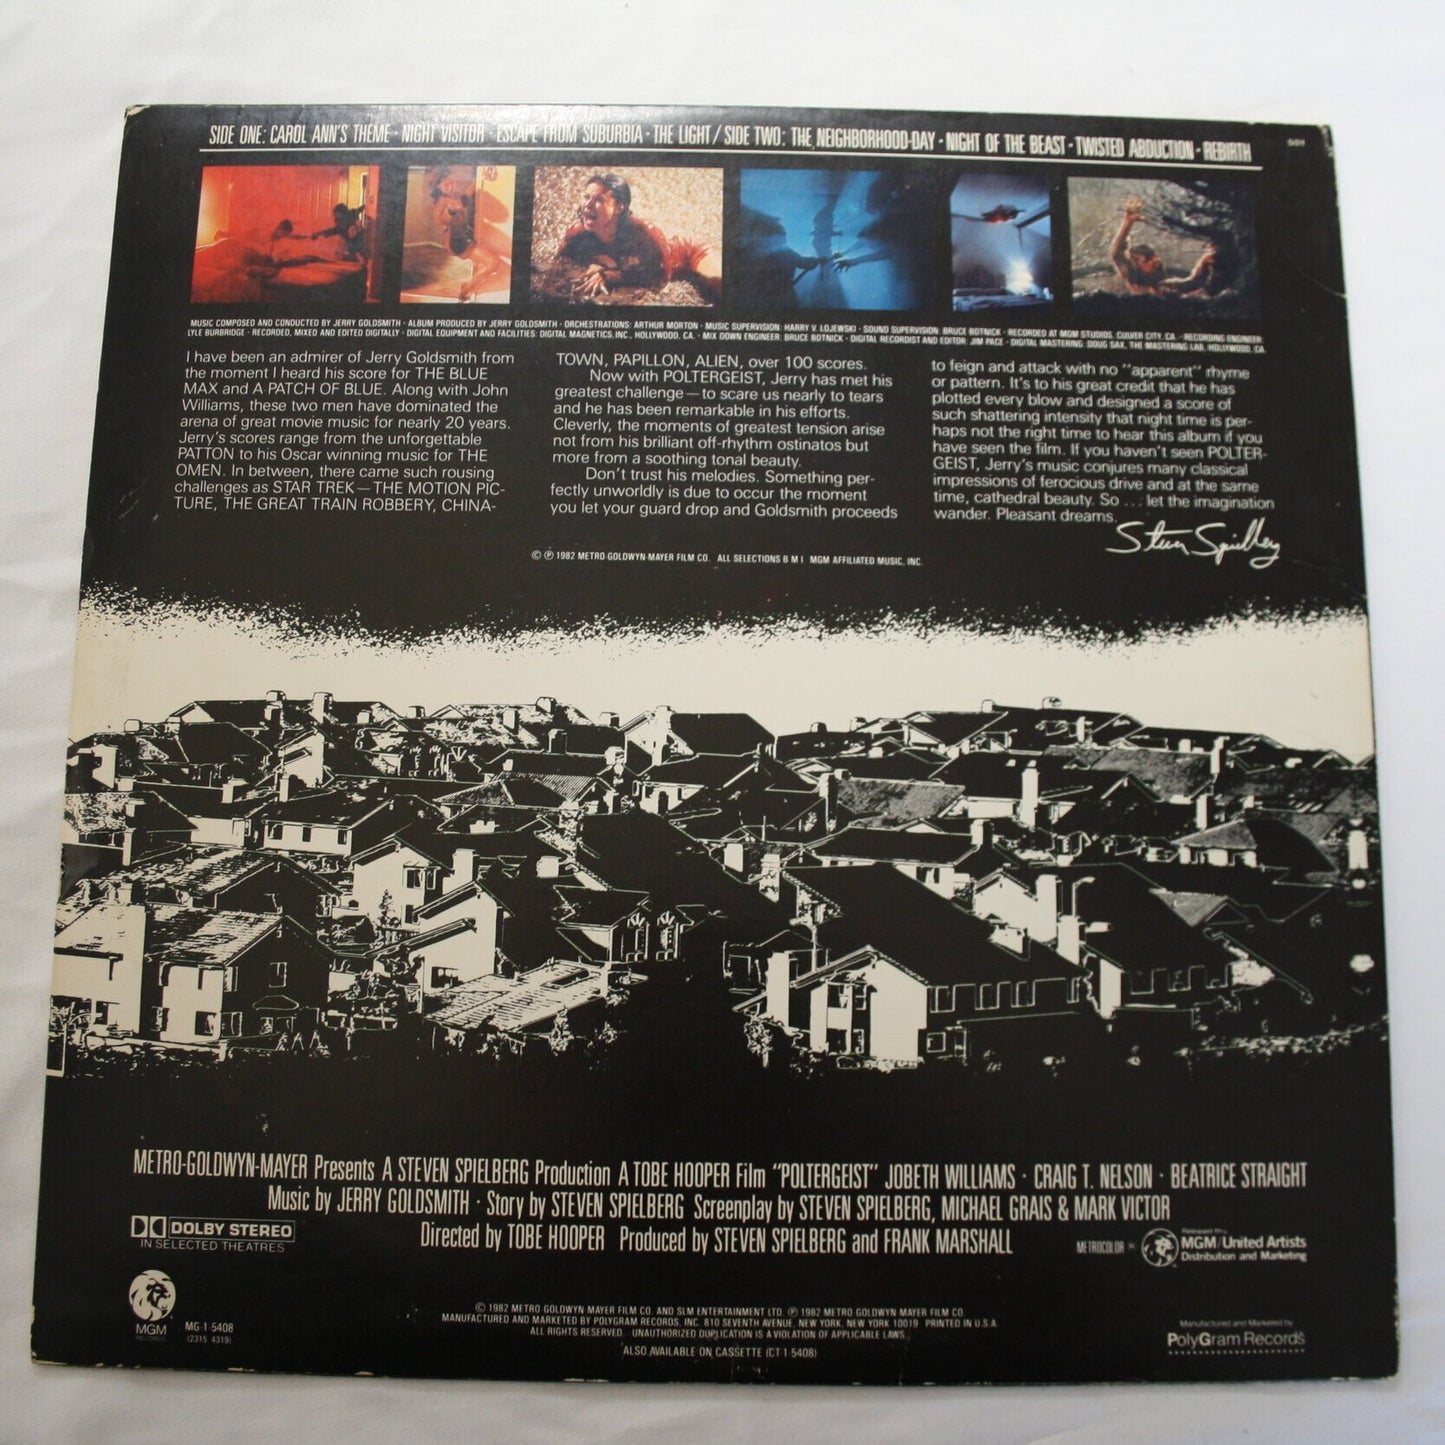 SIDE ONE: CAROL ANN'S THEME · NIGHT VISITOR · ESCAPE FROM SUBURBIA · THE LIGHT / SIDE TWO: THE NEIGHBORHOOD-DAY · NIGHT OF THE BEAST · TWISTED ABDUCTION · REBIRTH
MUSIC COMPOSED AND CONDUCTED BY JERRY GOLDSMITH · ALBUM PRODUCED BY JERRY GOLDSMITH · ORCHESTRATIONS: ARTHUR MORTON · MUSIC SUPERVISION: HARRY V. LOJEWSKI · SOUND SUPERVISION: BRUCE BOTNICK · RECORDED AT MGM STUDIOS, CULVER CITY, CA. · RECORDING ENGINEER:
LYLE BURBRIDGE · RECORDED, MIXED AND EDITED DIGITALLY · DIGITAL EQUIPMENT AND FACILITIES: DIGITAL MAGNETICS, INC., HOLLYWOOD, CA. · MIX DOWN ENGINEER: BRUCE BOTNICK · DIGITAL RECORDIST AND EDITOR: JIM PACE · DIGITAL MASTERING: DOUG SAX, THE MASTERING LAB, HOLLYWOOD, CA.
I have been an admirer of Jerry Goldsmith from
the moment I heard his score for THE BLUE
MAX and A PATCH OF BLUE. Along with John
Williams, these two men have dominated the
arena of great movie music for nearly 20 years.
Jerry's scores range from the unforgettable
PATTON to his Oscar winning music for THE
OMEN. In between, there came such rousing
challenges as STAR TREK—THE MOTION PIC-
TURE, THE GREAT TRAIN ROBBERY, CHINA-
TOWN, PAPILLON, ALIEN, over 100 scores.
Now with POLTERGEIST, Jerry has met his
greatest challenge—to scare us nearly to tears
and he has been remarkable in his efforts.
Cleverly, the moments of greatest tension arise
not from his brilliant off-rhythm ostinatos but
more from a soothing tonal beauty.
Don't trust his melodies. Something per-
fectly unworldly is due to occur the moment
you let your guard drop and Goldsmith proceeds
to feign and attack with no "apparent" rhyme
or pattern. It's to his great credit that he has
plotted every blow and designed a score of
such shattering intensity that night time is per-
haps not the right time to hear this album if you
have seen the film. If you haven't seen POLTER-
GEIST, Jerry's music conjures many classical
impressions of ferocious drive and at the same
time, cathedral beauty. So ... let the imagination
wander. Pleasant dreams.
Steven Spielberg
© ℗ 1982 METRO-GOLDWYN-MAYER FILM CO. ALL SELECTIONS B M I MGM AFFILIATED MUSIC, INC.
METRO-GOLDWYN-MAYER Presents A STEVEN SPIELBERG Production A TOBE HOOPER Film "POLTERGEIST" JOBETH WILLIAMS · CRAIG T. NELSON · BEATRICE STRAIGHT
Music by JERRY GOLDSMITH · Story by STEVEN SPIELBERG Screenplay by STEVEN SPIELBERG, MICHAEL GRAIS & MARK VICTOR
Directed by TOBE HOOPER Produced by STEVEN SPIELBERG and FRANK MARSHALL
DOLBY STEREO
IN SELECTED THEATRES
METROCOLOR
Released thru
MGM/United Artists
Distribution and Marketing
MGM
RECORDS
MG-1-5408
(2315 4319)
© 1982 METRO-GOLDWYN-MAYER FILM CO. AND SLM ENTERTAINMENT LTD. ℗ 1982 METRO-GOLDWYN-MAYER FILM CO.
MANUFACTURED AND MARKETED BY POLYGRAM RECORDS, INC. 810 SEVENTH AVENUE, NEW YORK, NEW YORK 10019 PRINTED IN U.S.A.
ALL RIGHTS RESERVED. UNAUTHORIZED DUPLICATION IS A VIOLATION OF APPLICABLE LAWS.
ALSO AVAILABLE ON CASSETTE (CT-1-5408)
Manufactured and Marketed by
PolyGram Records